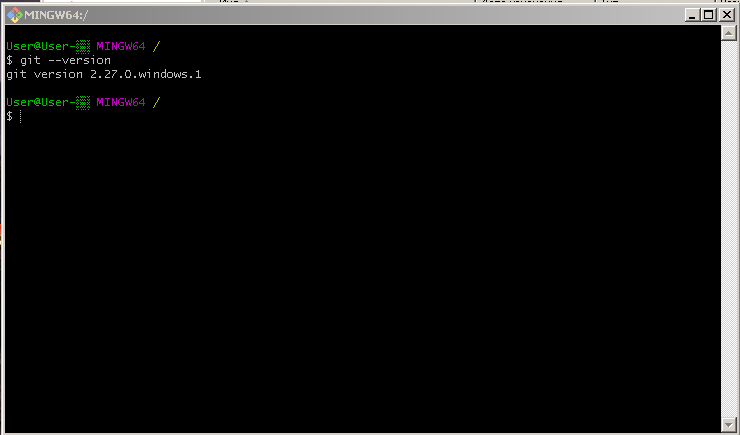 MINGW64:/
User@User-▒▒ MINGW64 /
$ git --version
git version 2.27.0.windows.1
User@User-▒▒ MINGW64 /
$